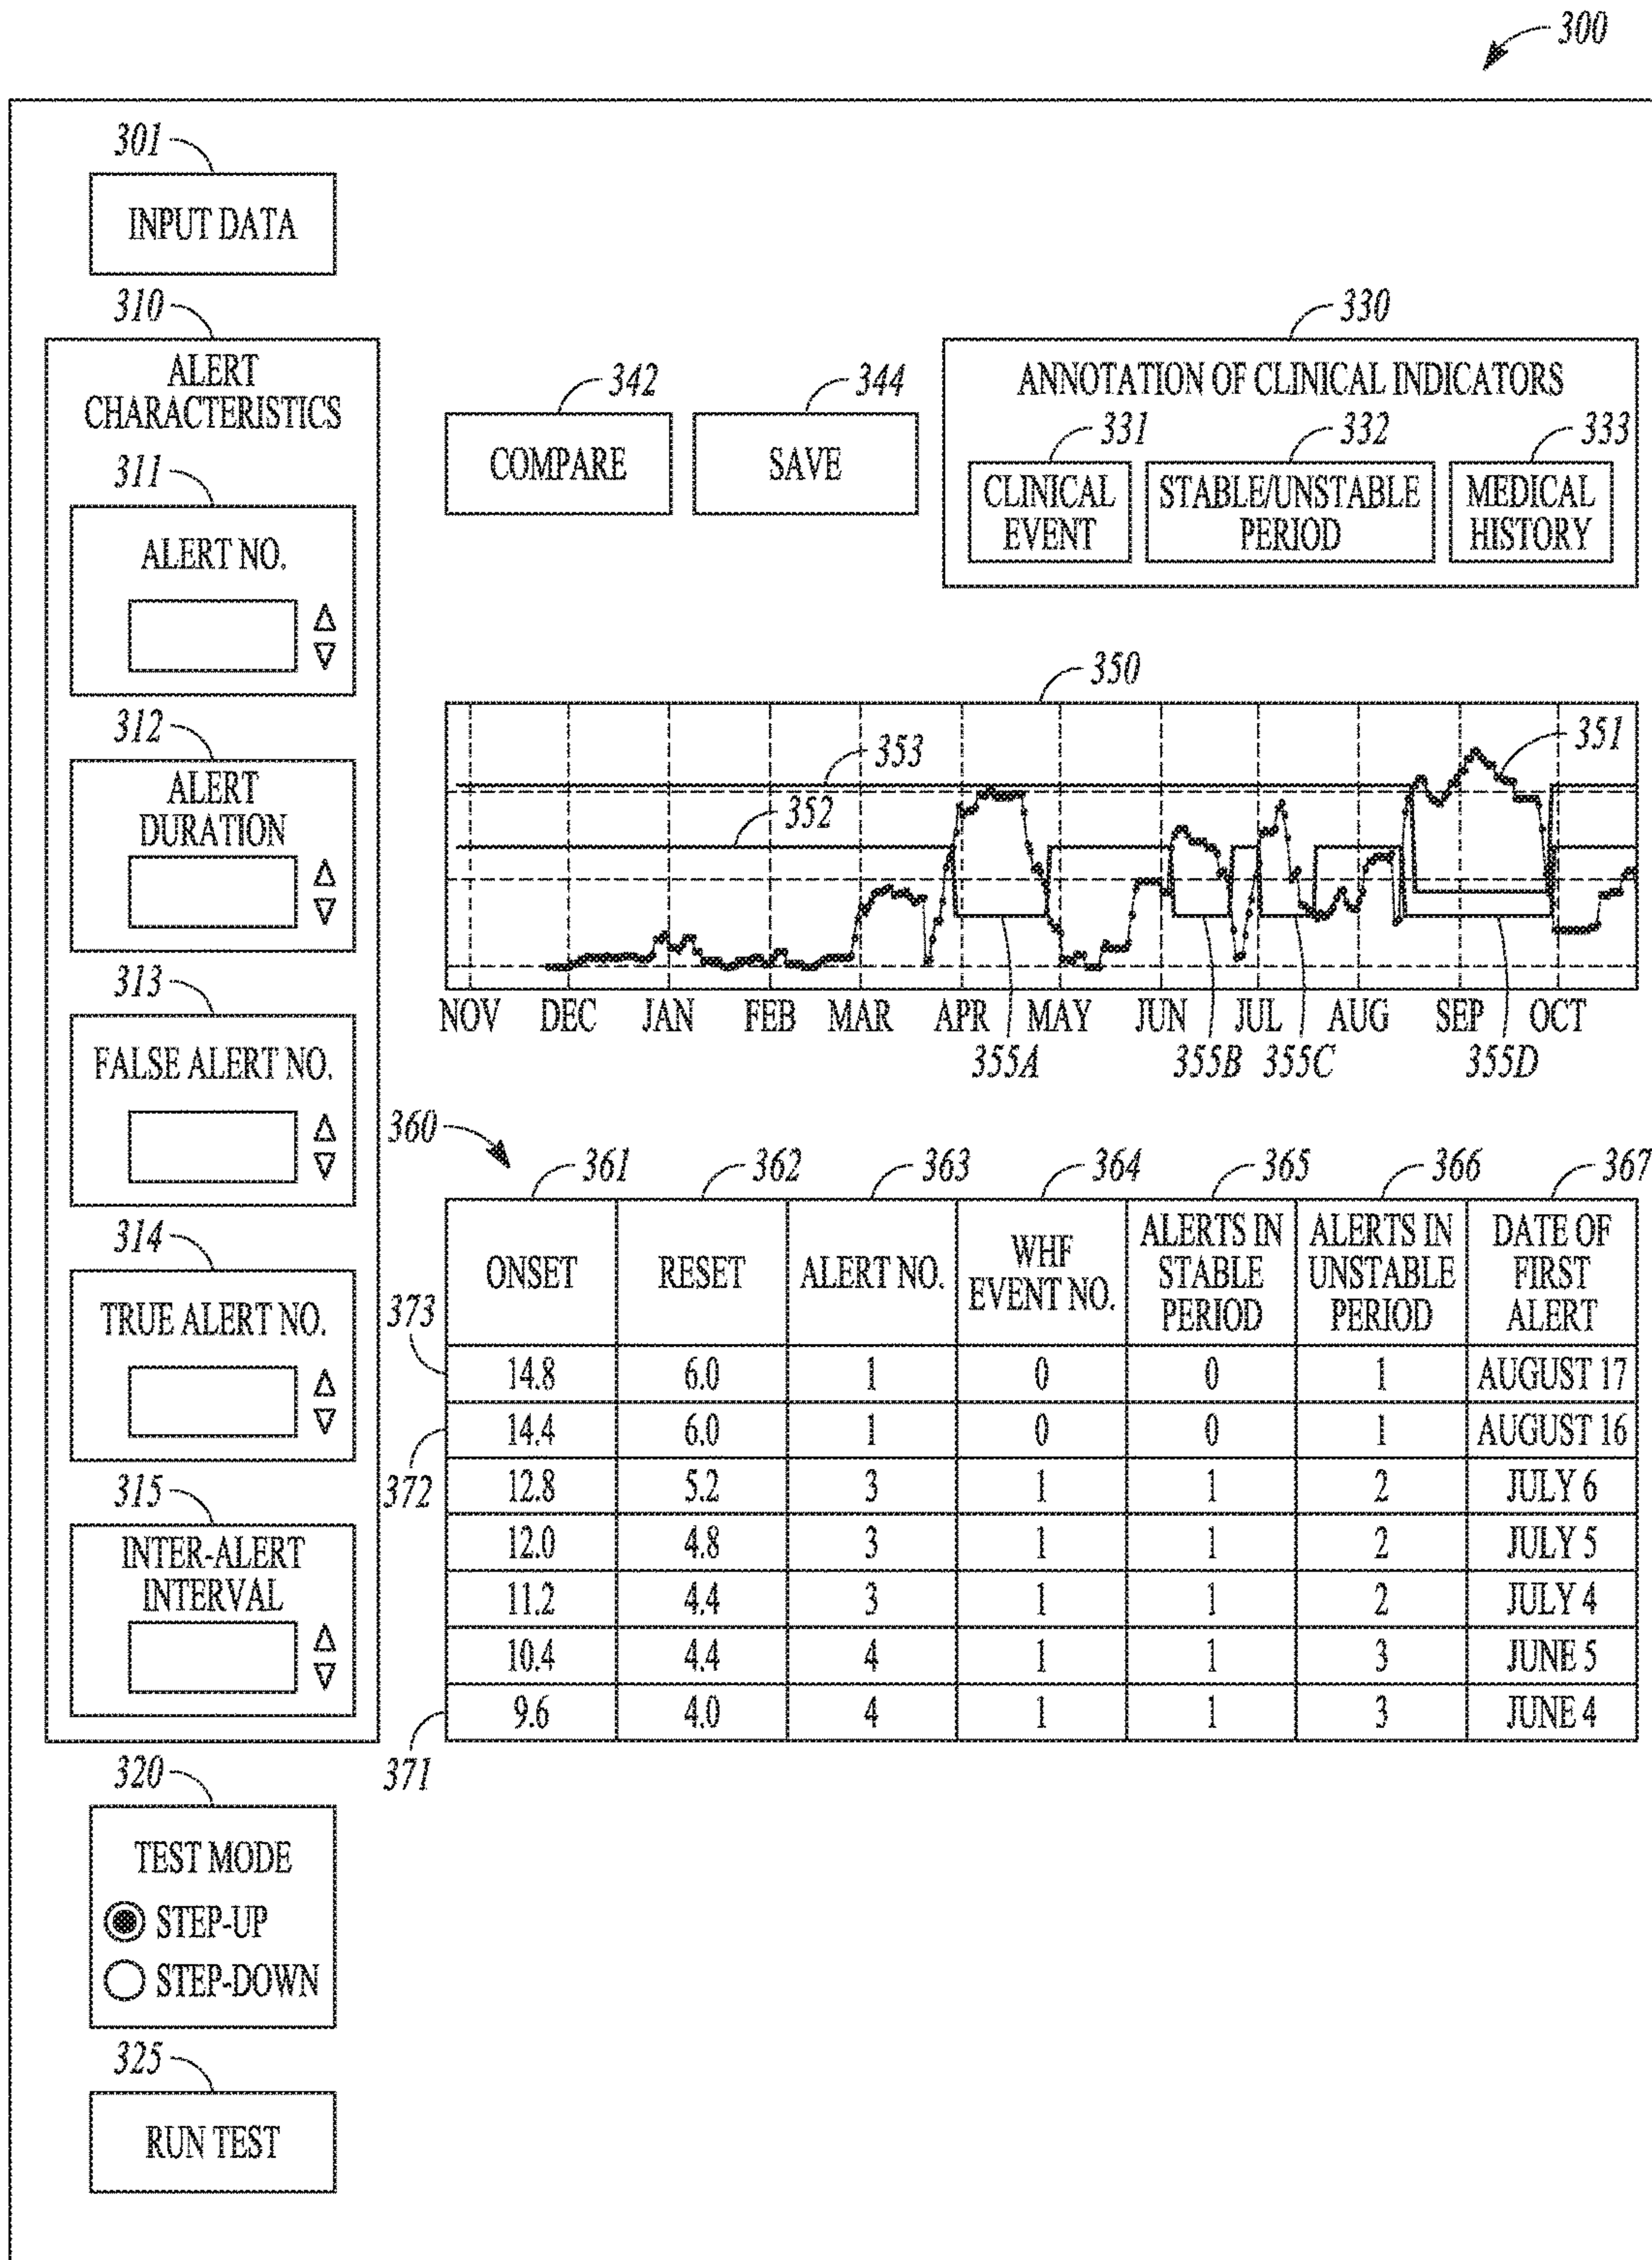 300
301
INPUT DATA
310
ALERT
CHARACTERISTICS
311
ALERT NO.
312
ALERT
DURATION
313
FALSE ALERT NO.
314
TRUE ALERT NO.
315
INTER-ALERT
INTERVAL
320
TEST MODE
STEP-UP
STEP-DOWN
325
RUN TEST
342
COMPARE
344
SAVE
330
ANNOTATION OF CLINICAL INDICATORS
331
CLINICAL
EVENT
332
STABLE/UNSTABLE
PERIOD
333
MEDICAL
HISTORY
350
353
352
351
NOV DEC JAN FEB MAR APR MAY JUN JUL AUG SEP OCT
355A 355B 355C 355D
360
361 362 363 364 365 366 367
ONSET
RESET
ALERT NO.
WHF
EVENT NO.
ALERTS IN
STABLE
PERIOD
ALERTS IN
UNSTABLE
PERIOD
DATE OF
FIRST
ALERT
373
14.8 6.0 1 0 0 1 AUGUST 17
14.4 6.0 1 0 0 1 AUGUST 16
372
12.8 5.2 3 1 1 2 JULY 6
12.0 4.8 3 1 1 2 JULY 5
11.2 4.4 3 1 1 2 JULY 4
10.4 4.4 4 1 1 3 JUNE 5
9.6 4.0 4 1 1 3 JUNE 4
371